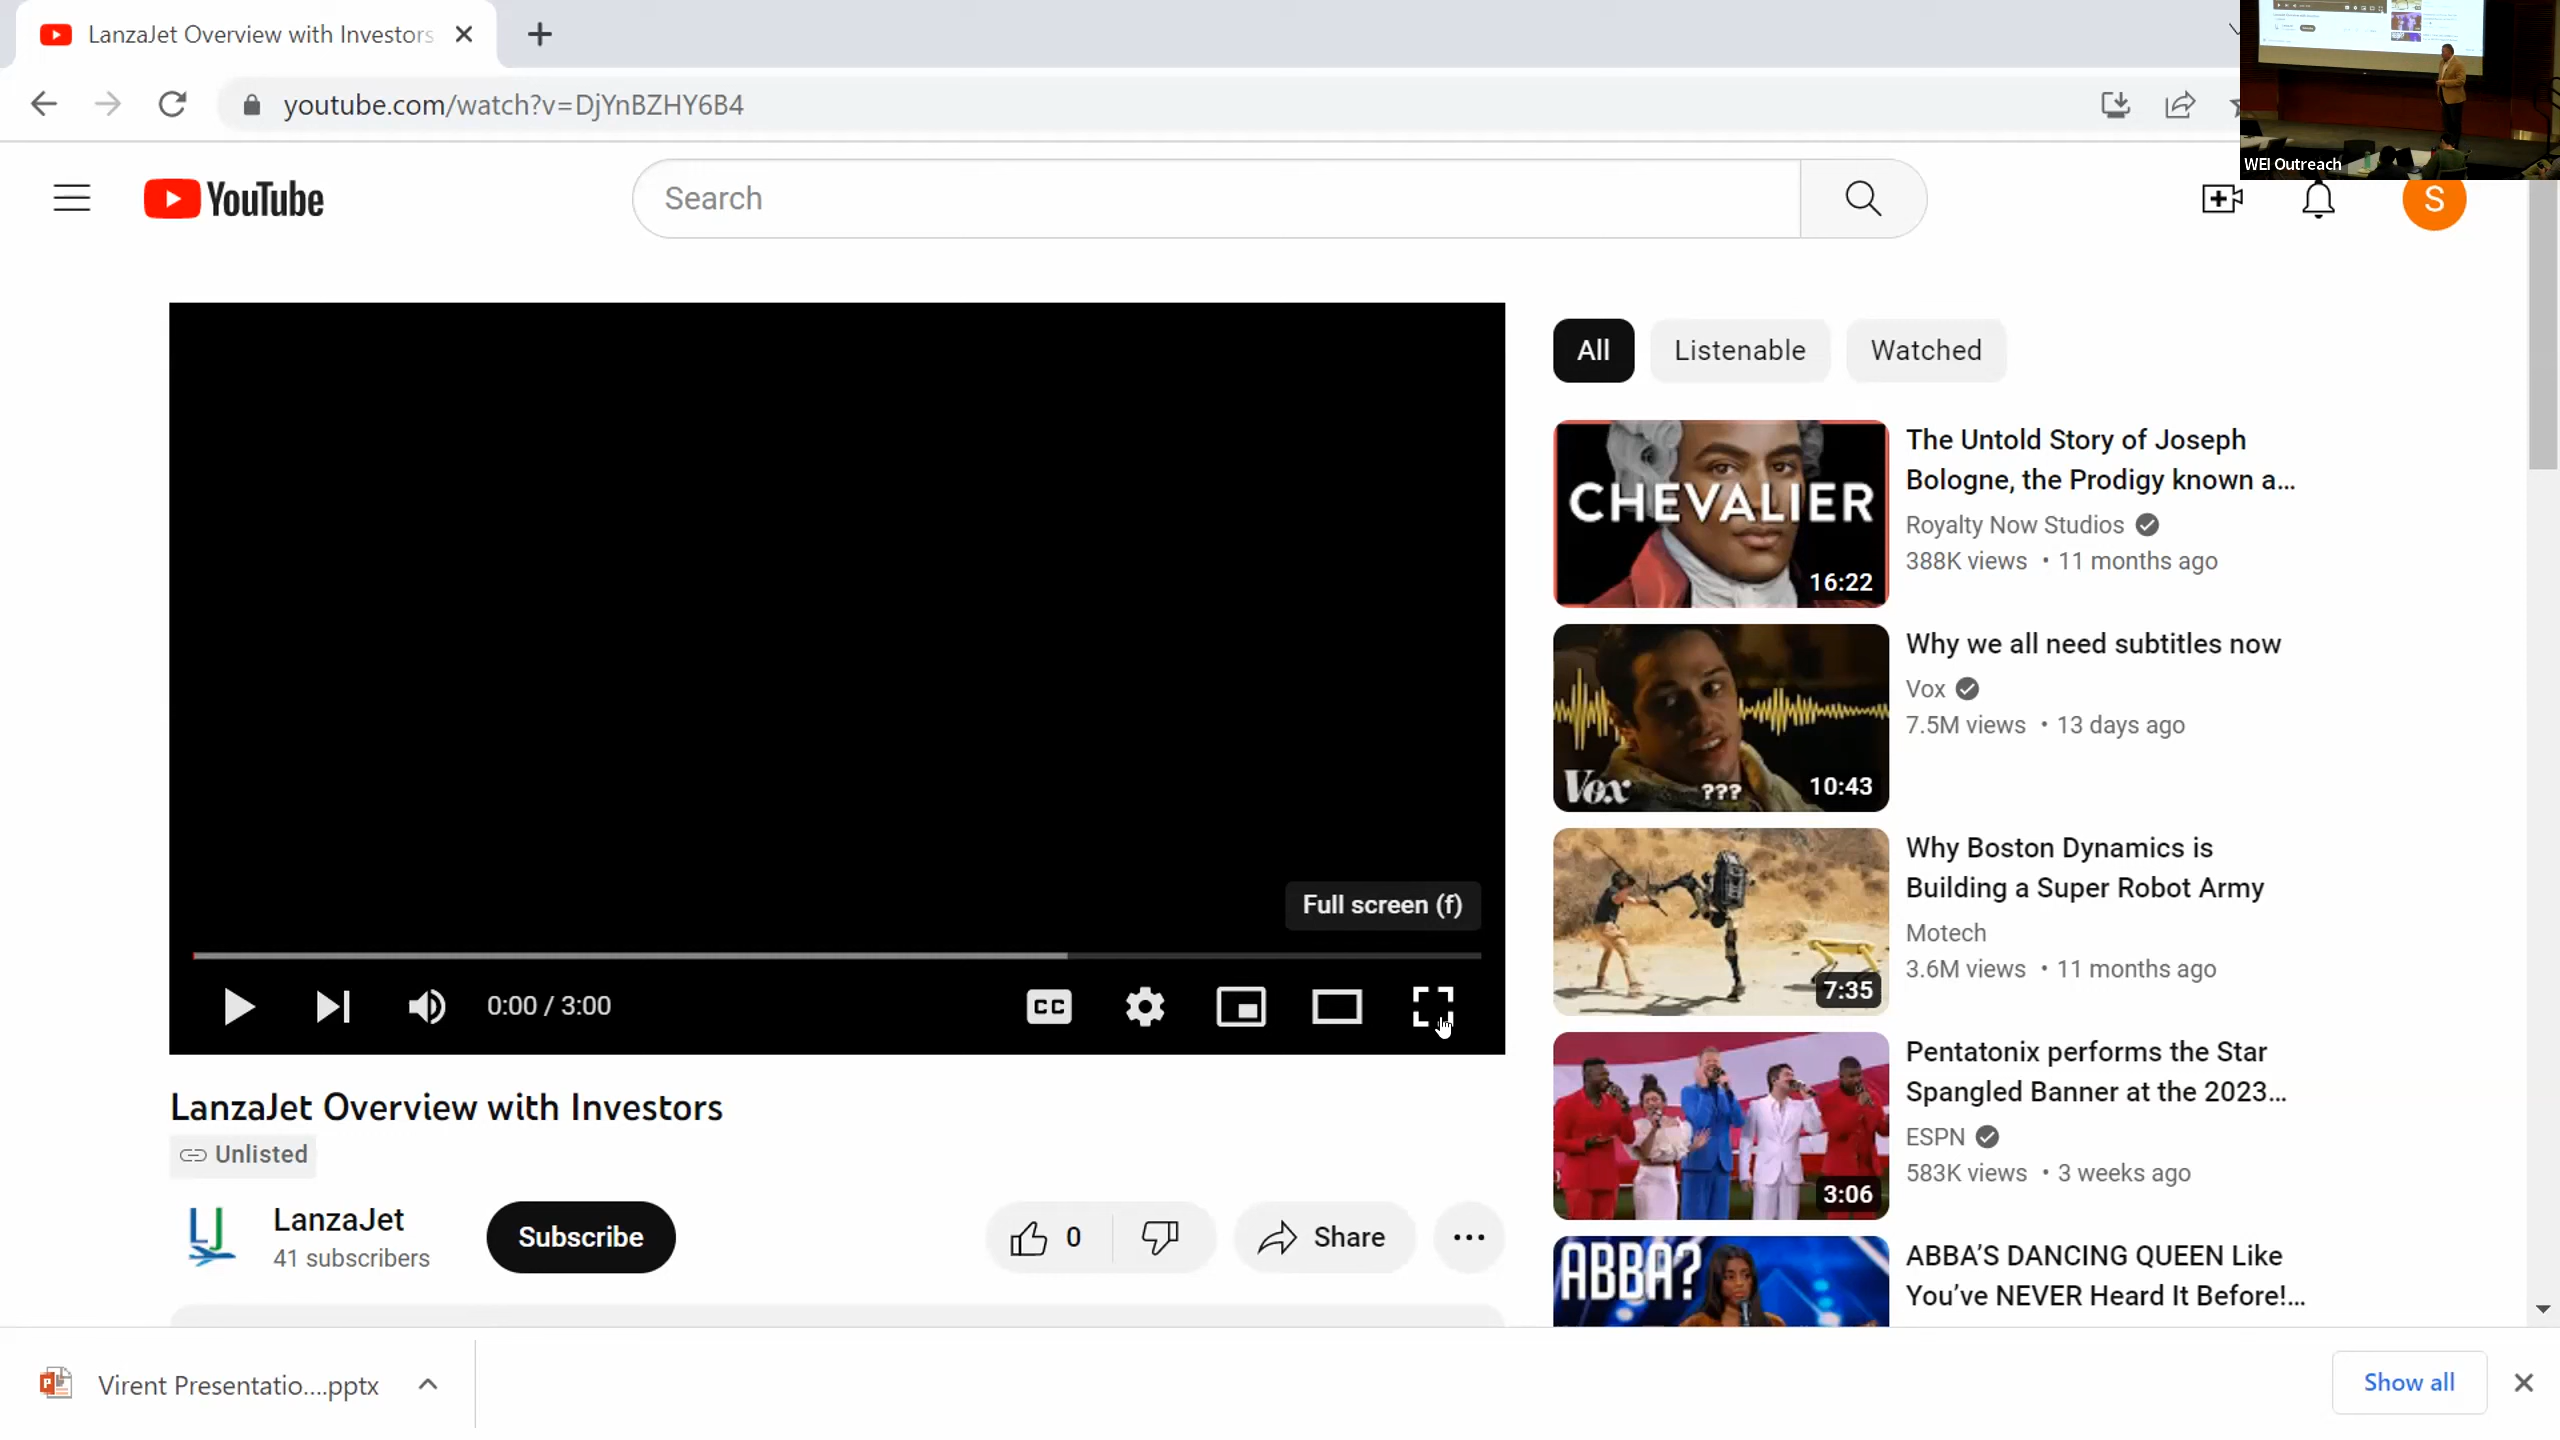 LanzaJet Overview with Investors
youtube.com/watch?v=DjYnBZHY6B4
WEI Outreach
YouTube
Search
S
All
Listenable
Watched
CHEVALIER
16:22
The Untold Story of Joseph
Bologne, the Prodigy known a...
Royalty Now Studios
388K views • 11 months ago
Vox
???
10:43
Why we all need subtitles now
Vox
7.5M views • 13 days ago
7:35
Why Boston Dynamics is
Building a Super Robot Army
Motech
3.6M views • 11 months ago
Full screen (f)
0:00 / 3:00
CC
3:06
Pentatonix performs the Star
Spangled Banner at the 2023...
ESPN
583K views • 3 weeks ago
LanzaJet Overview with Investors
Unlisted
LJ
LanzaJet
41 subscribers
Subscribe
0
Share
ABBA?
ABBA’S DANCING QUEEN Like
You’ve NEVER Heard It Before!...
Virent Presentatio....pptx
Show all